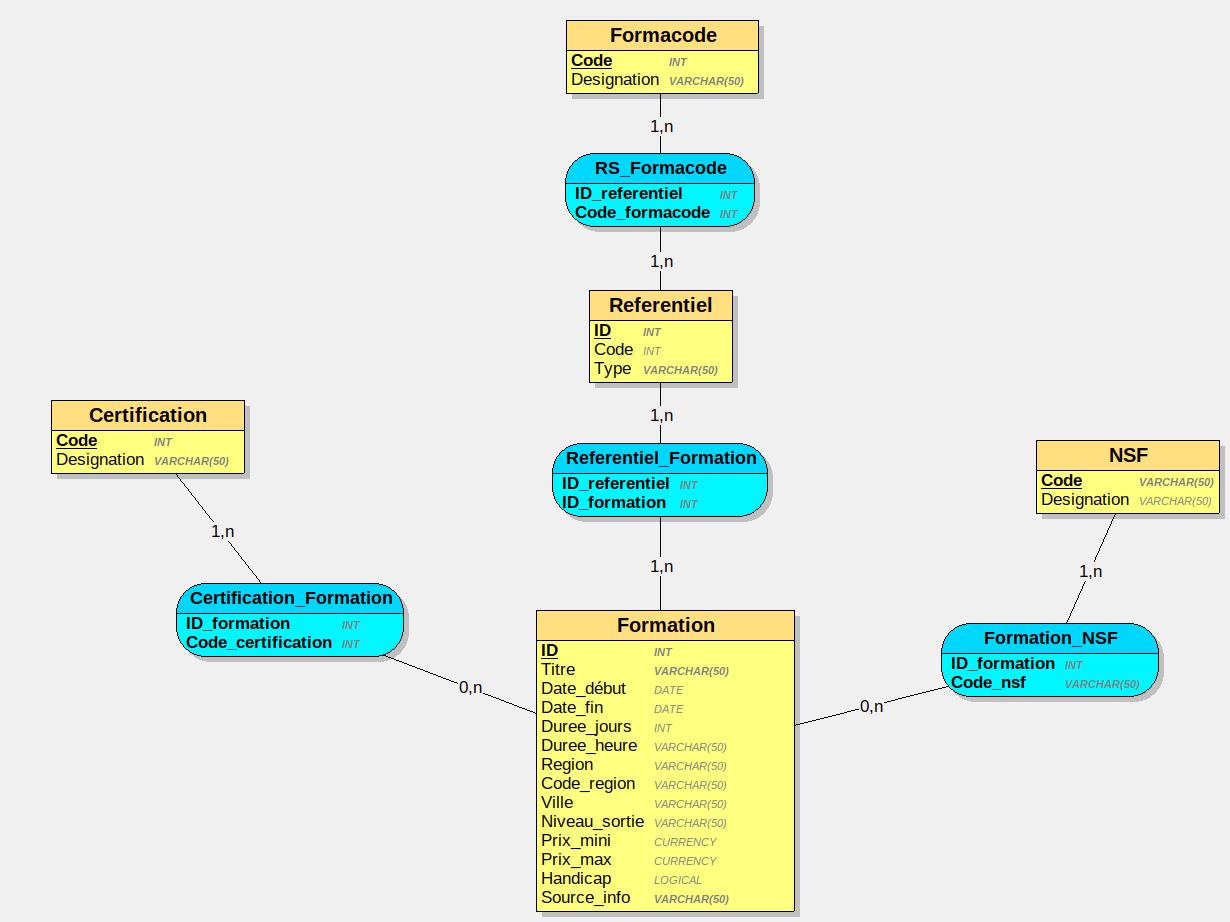 Formacode
Code INT
Designation VARCHAR(50)
1,n
RS_Formacode
ID_referentiel INT
Code_formacode INT
1,n
Referentiel
ID INT
Code INT
Type VARCHAR(50)
1,n
Certification
Code INT
Designation VARCHAR(50)
1,n
Referentiel_Formation
ID_referentiel INT
ID_formation INT
1,n
NSF
Code VARCHAR(50)
Designation VARCHAR(50)
1,n
Certification_Formation
ID_formation INT
Code_certification INT
0,n
Formation
ID INT
Titre VARCHAR(50)
Date_début DATE
Date_fin DATE
Duree_jours INT
Duree_heure VARCHAR(50)
Region VARCHAR(50)
Code_region VARCHAR(50)
Ville VARCHAR(50)
Niveau_sortie VARCHAR(50)
Prix_mini CURRENCY
Prix_max CURRENCY
Handicap LOGICAL
Source_info VARCHAR(50)
Formation_NSF
ID_formation INT
Code_nsf VARCHAR(50)
0,n